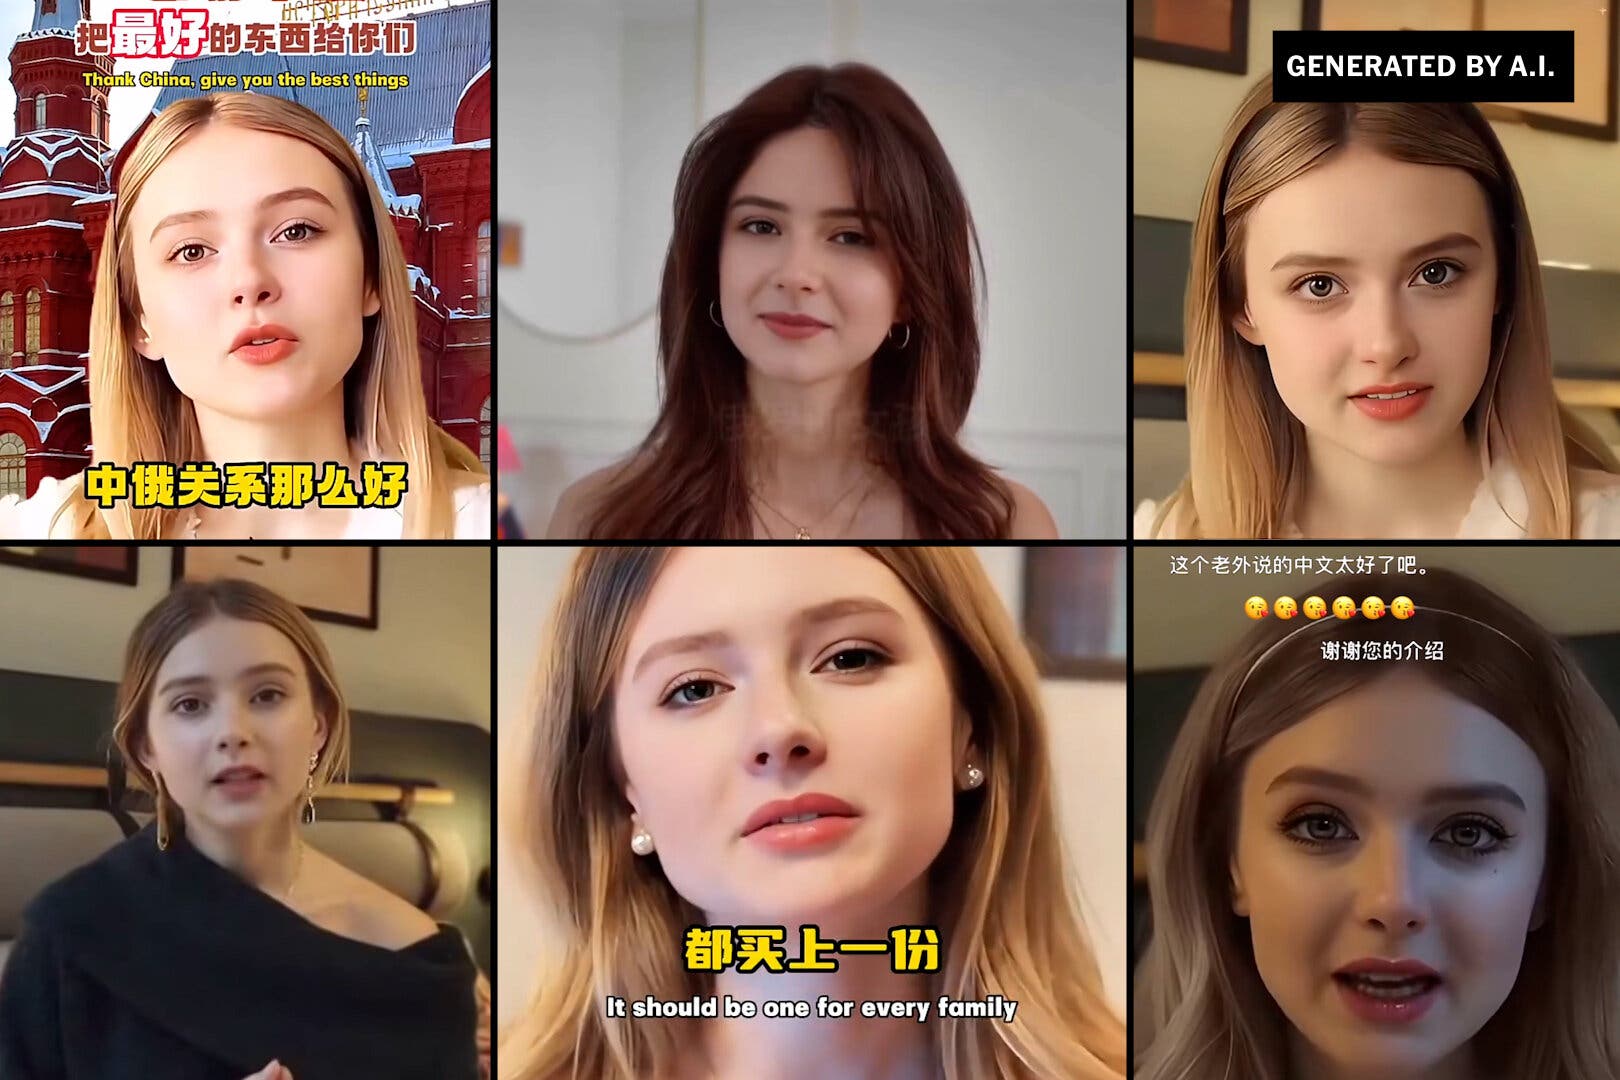 把最好的东西给你们
Thank China, give you the best things
中俄关系那么好
GENERATED BY A.I.
都买上一份
It should be one for every family
这个老外说的中文太好了吧。
😘😘😘😘😘😘
谢谢您的介绍